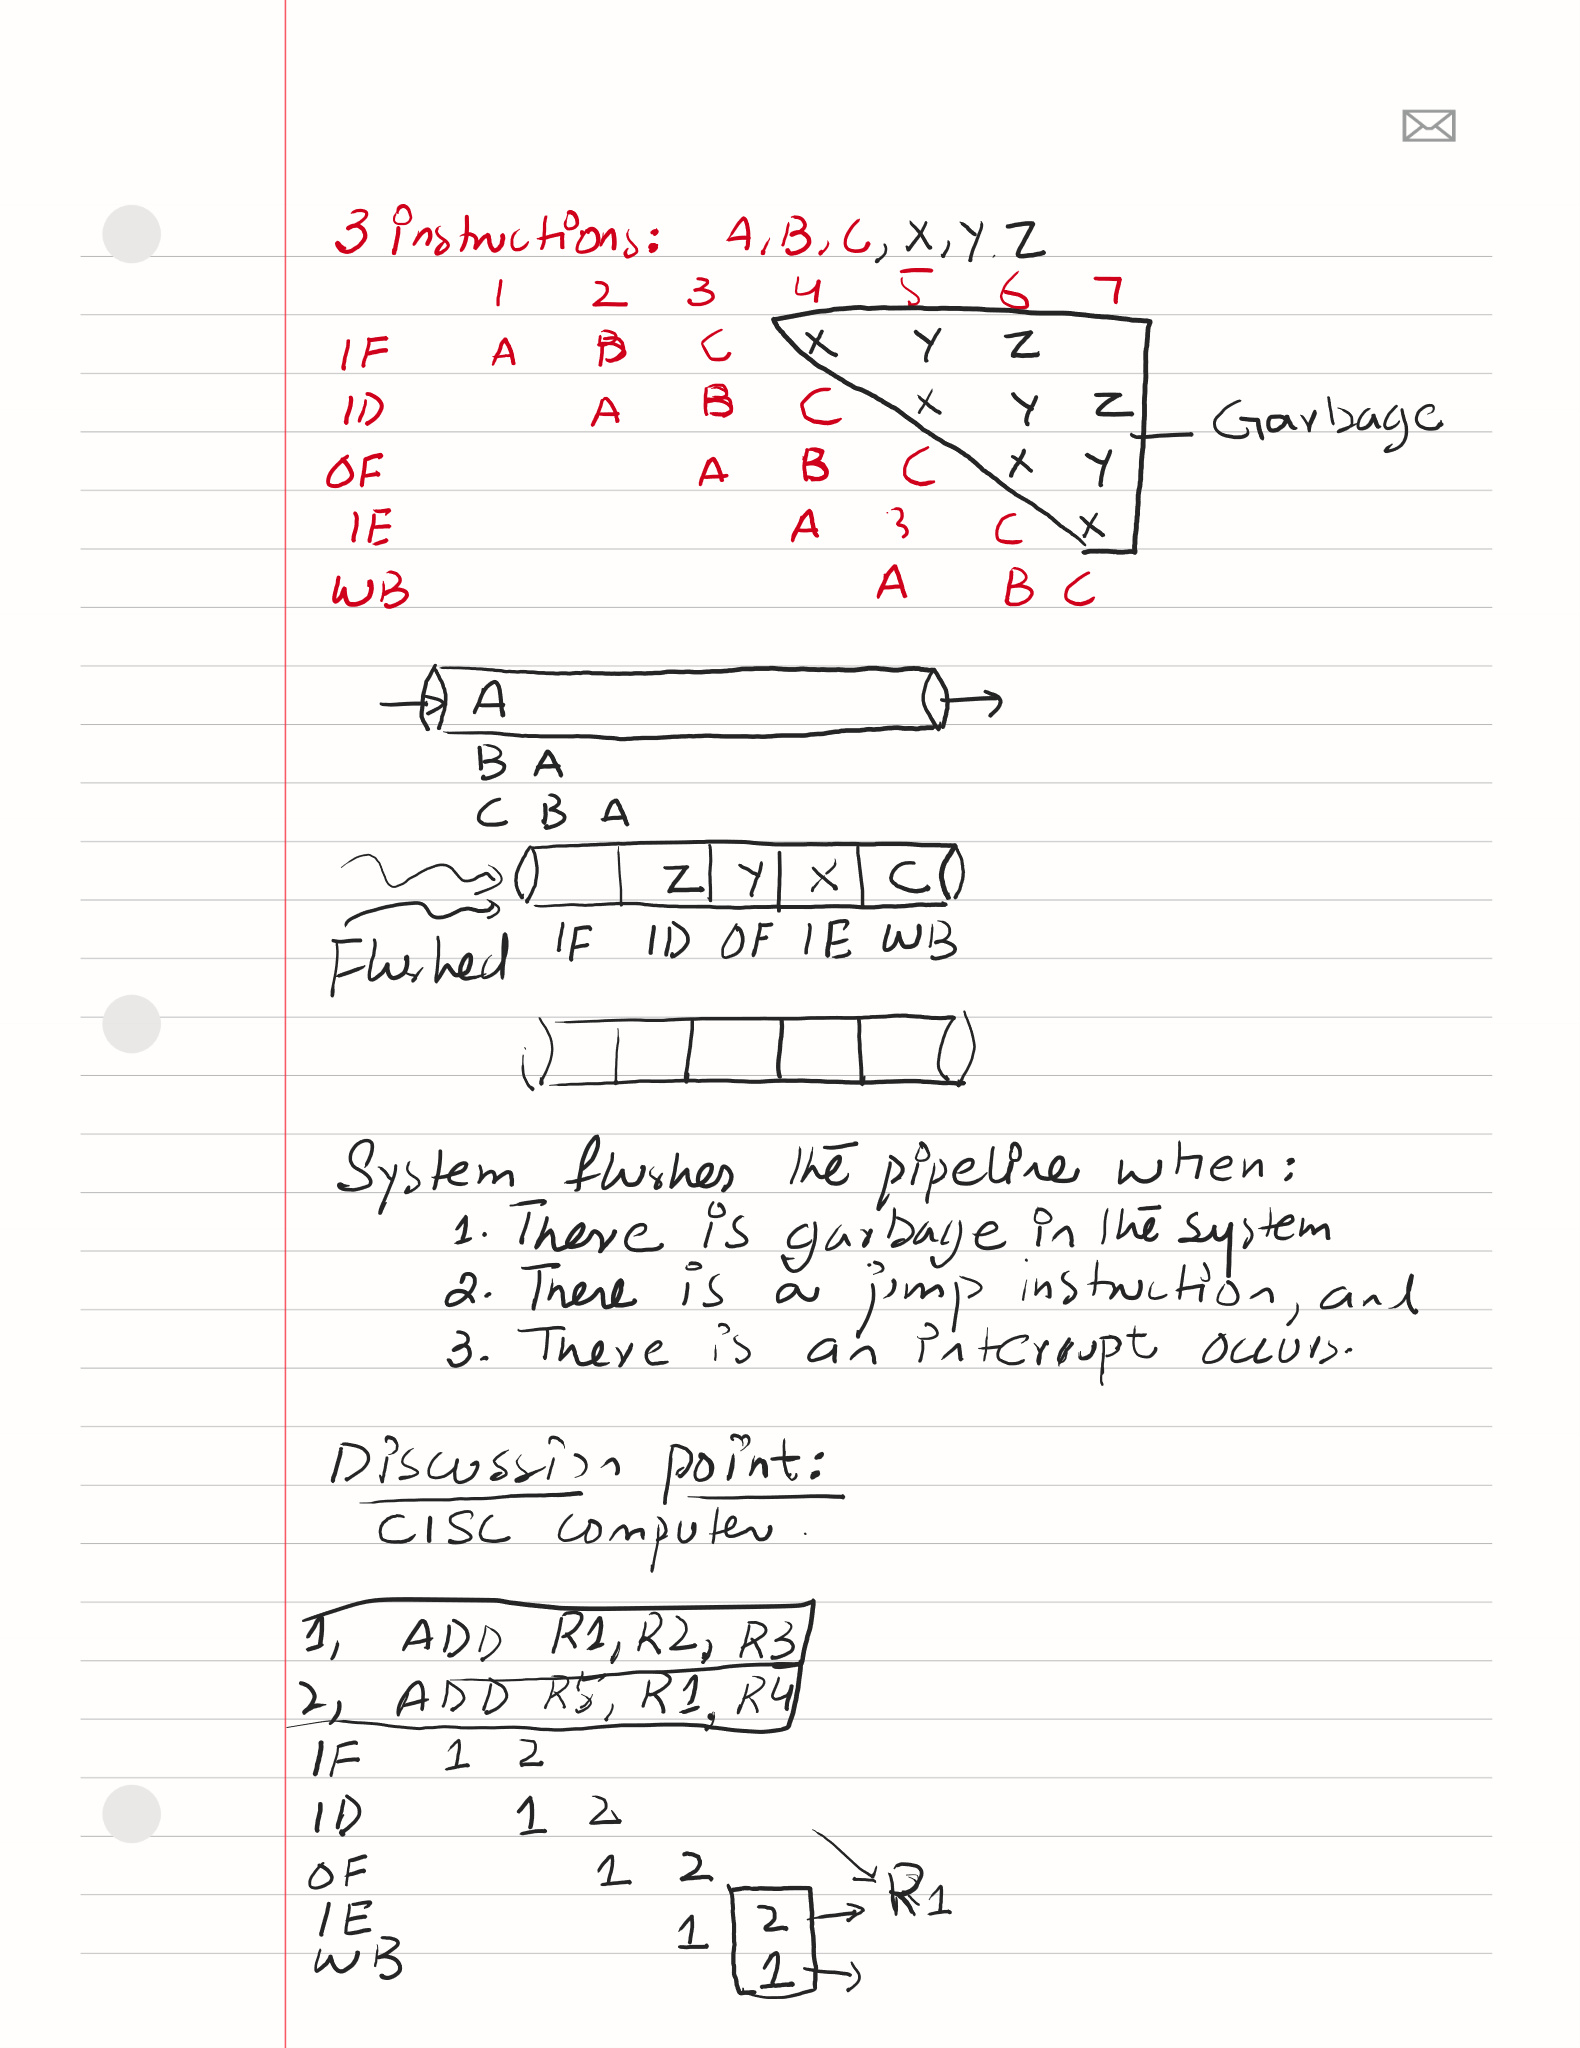 3 instructions: A, B, C, X, Y. Z
1 2 3 4 5 6 7
IF A B C X Y Z
ID A B C X Y Z
OF A B C X Y
IE A 3 C X
WB A B C
Garbage
A
B A
C B A
Z Y X C
IF ID OF IE WB
Flushed
System flushes the pipeline when:
1. There is garbage in the system
2. There is a jump instruction, and
3. There is an interrupt occurs.
Discussion point:
CISC computer.
1, ADD R1, R2, R3
2, ADD R5, R1, R4
IF 1 2
ID 1 2
OF 1 2
IE 1 2 R1
WB 1